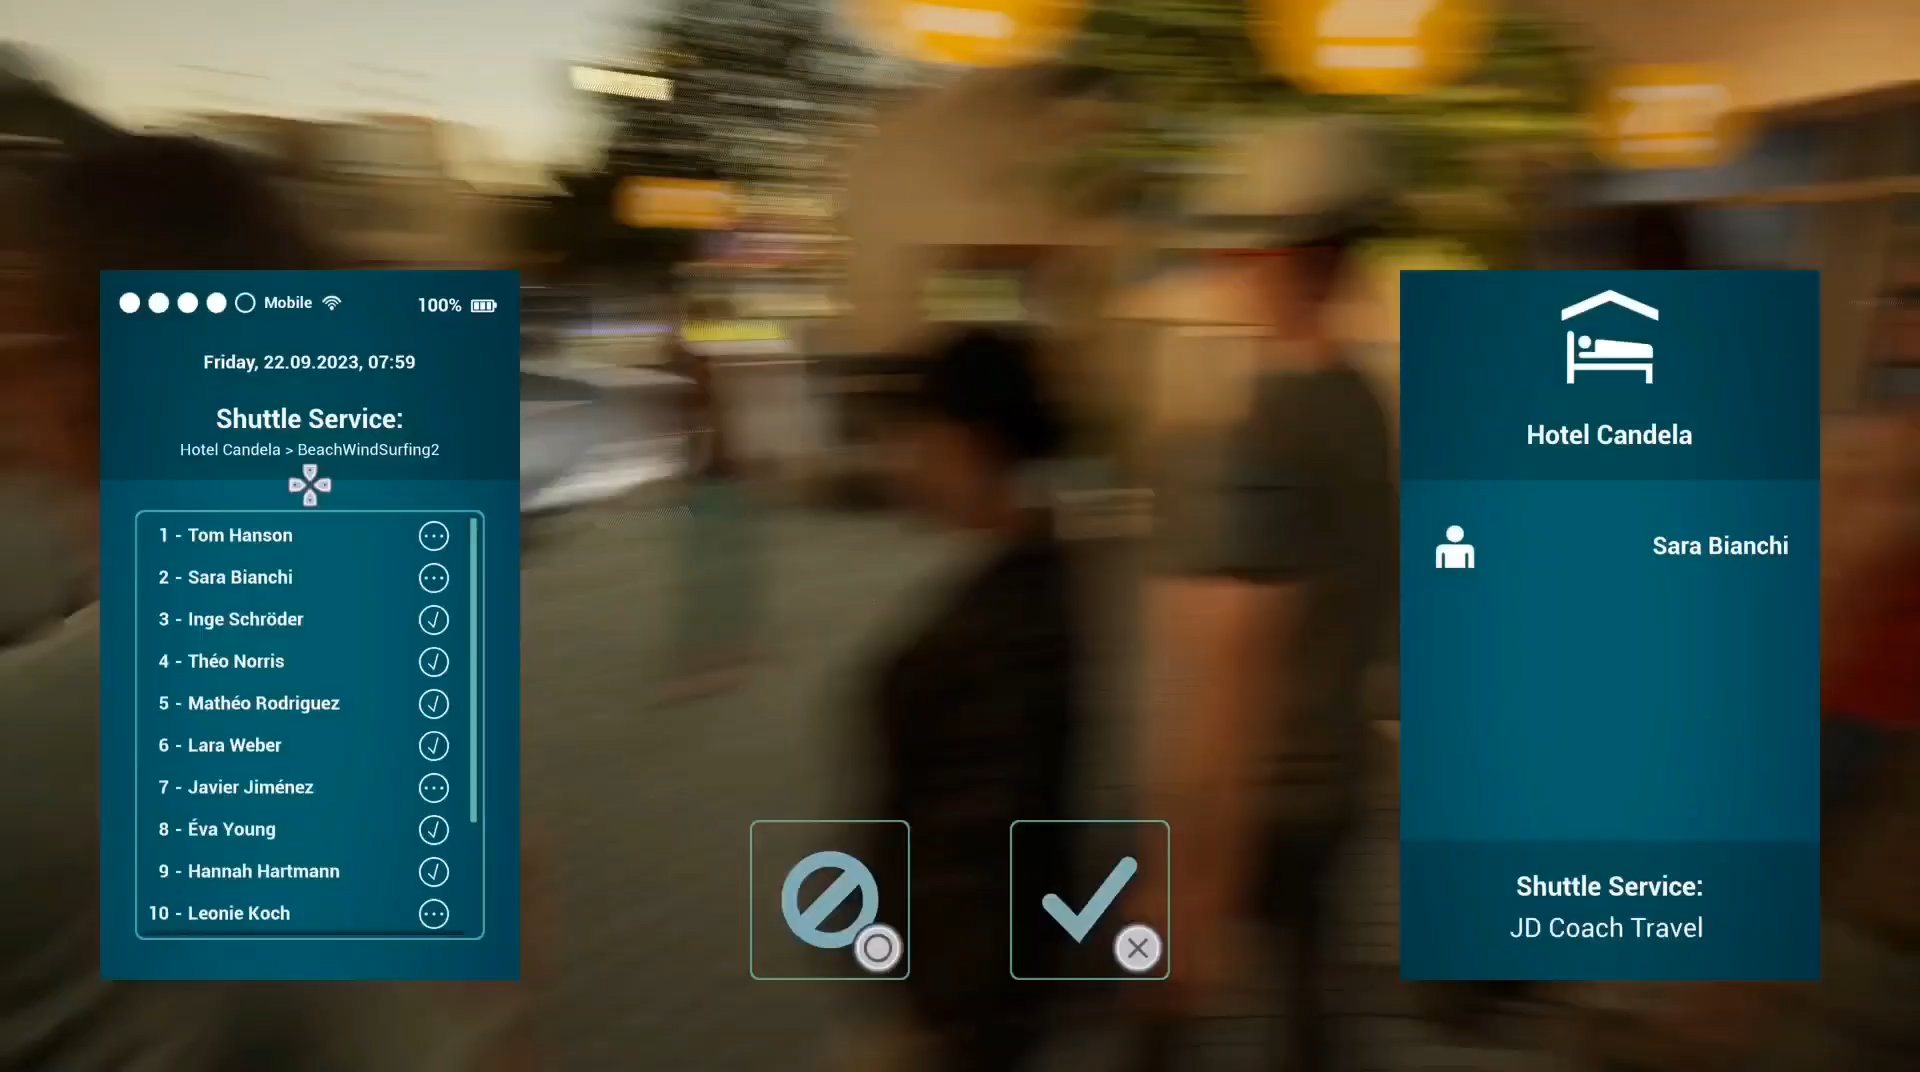 Mobile
100%
Friday, 22.09.2023, 07:59
Shuttle Service:
Hotel Candela > BeachWindSurfing2
1 - Tom Hanson
2 - Sara Bianchi
3 - Inge Schröder
4 - Théo Norris
5 - Mathéo Rodriguez
6 - Lara Weber
7 - Javier Jiménez
8 - Éva Young
9 - Hannah Hartmann
10 - Leonie Koch
Hotel Candela
Sara Bianchi
Shuttle Service:
JD Coach Travel